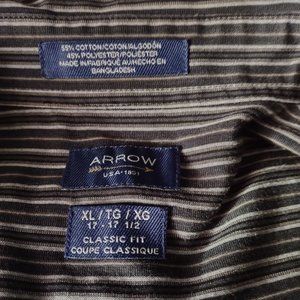 55% COTTON/COTON/ALGODÓN
45% POLYESTER/POLIÉSTER
MADE IN/FABRIQUÉ AU/HECHO EN
BANGLADESH
ARROW
USA·1851
XL / TG / XG
17 - 17 1/2
CLASSIC FIT
COUPE CLASSIQUE